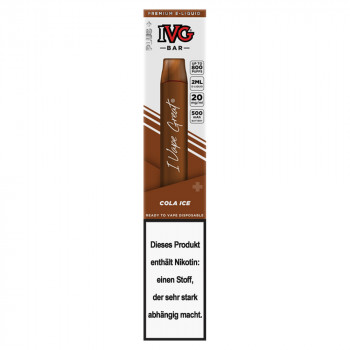 PREMIUM E-LIQUID
PLUS+
IVG
BAR
UP TO
800
PUFFS
2ML
20
mg/ml
500
mAh
I Vape Great®
COLA ICE
READY TO VAPE DISPOSABLE
Dieses Produkt
enthält Nikotin:
einen Stoff,
der sehr stark
abhängig macht.